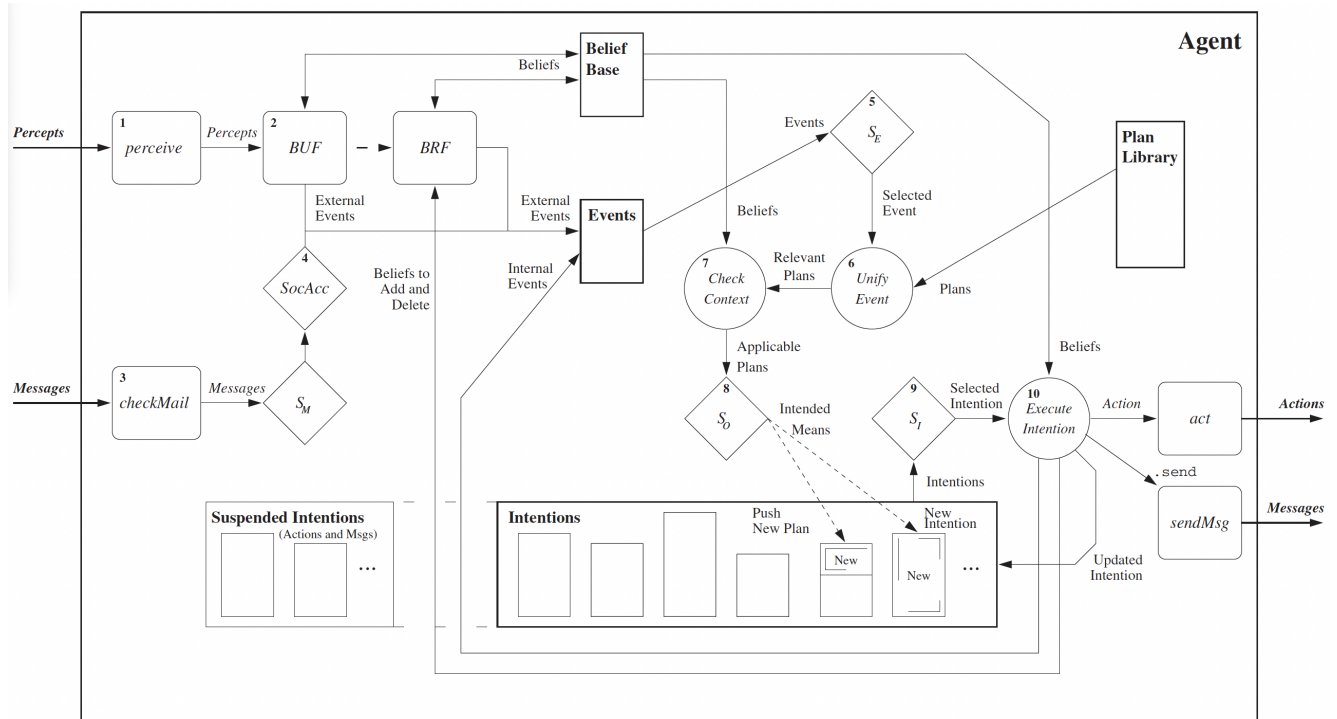 Agent
Belief
Base
Beliefs
5
S_E
Events
Plan
Library
Percepts
1
perceive
Percepts
2
BUF
BRF
External
Events
External
Events
Events
Selected
Event
Beliefs
4
SocAcc
Beliefs to
Add and
Delete
Internal
Events
7
Check
Context
Relevant
Plans
6
Unify
Event
Plans
Applicable
Plans
Beliefs
Messages
3
checkMail
Messages
S_M
8
S_O
Intended
Means
9
S_I
Selected
Intention
10
Execute
Intention
Action
act
Actions
.send
sendMsg
Messages
Intentions
Suspended Intentions
(Actions and Msgs)
...
Intentions
Push
New Plan
New
Intention
New
New
...
Updated
Intention